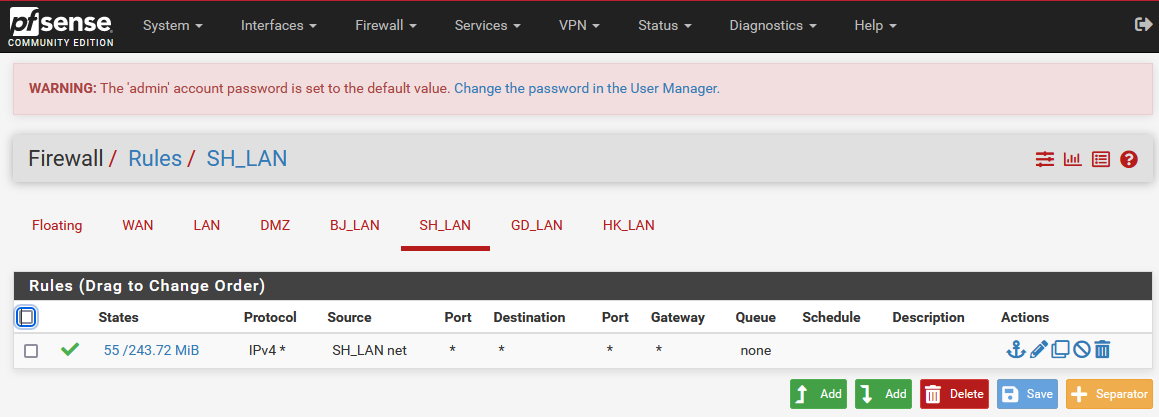 pfsense System Interfaces Firewall Services VPN Status Diagnostics Help
COMMUNITY EDITION
WARNING: The 'admin' account password is set to the default value. Change the password in the User Manager.
Firewall / Rules / SH_LAN
Floating WAN LAN DMZ BJ_LAN SH_LAN GD_LAN HK_LAN
Rules (Drag to Change Order)
States Protocol Source Port Destination Port Gateway Queue Schedule Description Actions
55 /243.72 MiB IPv4 * SH_LAN net * * * * none
Add Add Delete Save Separator